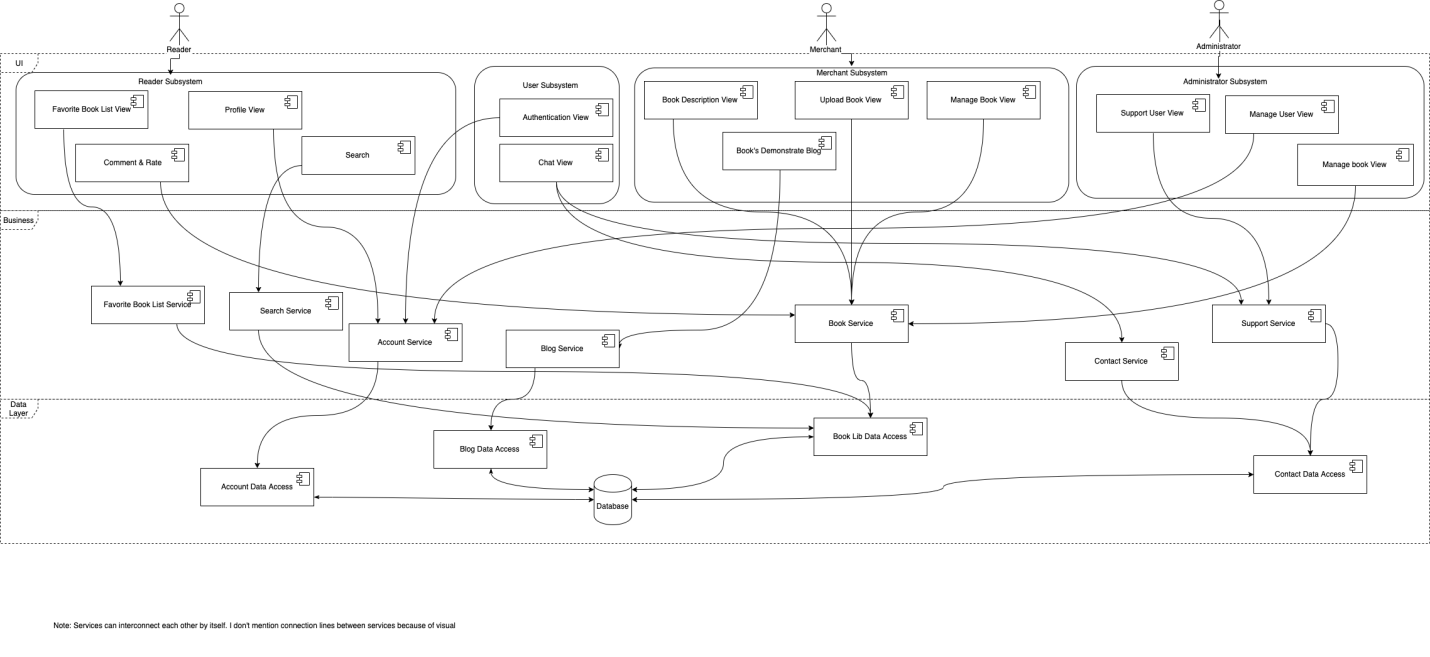 Reader
Merchant
Administrator
UI
Reader Subsystem
Favorite Book List View
Profile View
Comment & Rate
Search
User Subsystem
Authentication View
Chat View
Merchant Subsystem
Book Description View
Upload Book View
Manage Book View
Book's Demonstrate Blog
Administrator Subsystem
Support User View
Manage User View
Manage book View
Business
Favorite Book List Service
Search Service
Account Service
Blog Service
Book Service
Contact Service
Support Service
Data
Layer
Account Data Access
Blog Data Access
Database
Book Lib Data Access
Contact Data Access
Note: Services can interconnect each other by itself. I don't mention connection lines between services because of visual